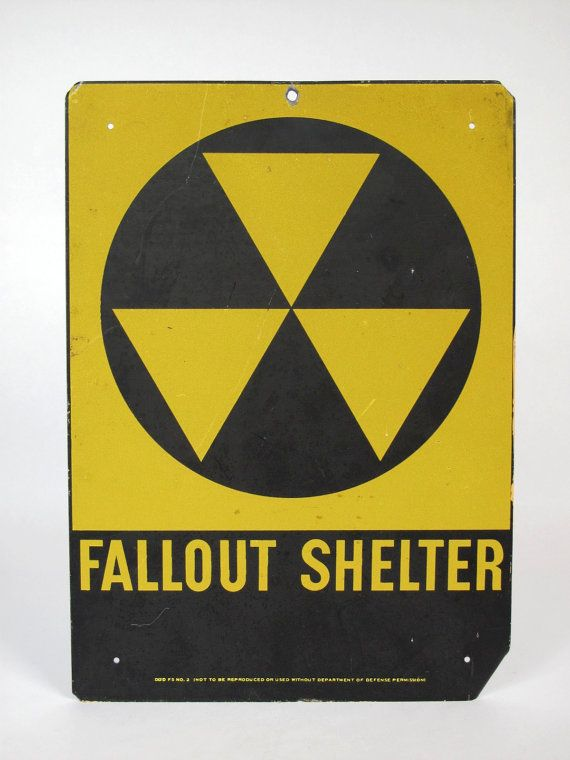 FALLOUT SHELTER
DOD FS NO. 2 (NOT TO BE REPRODUCED OR USED WITHOUT DEPARTMENT OF DEFENSE PERMISSION)